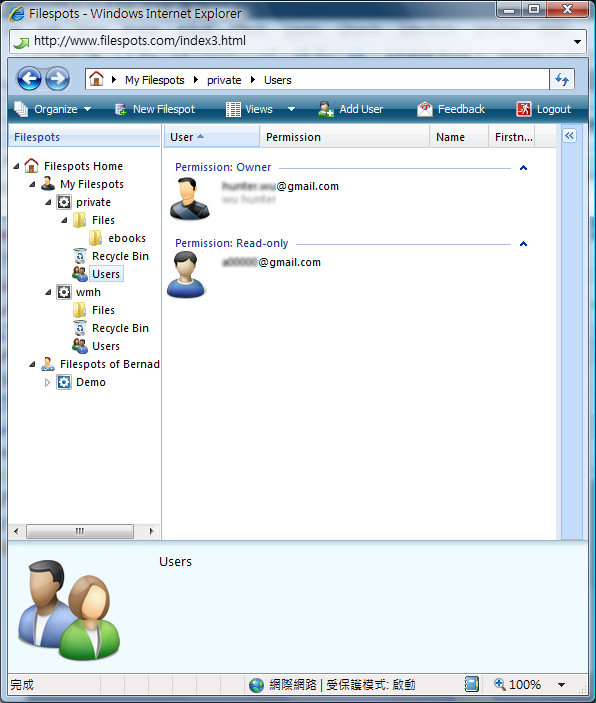 Filespots - Windows Internet Explorer
http://www.filespots.com/index3.html
My Filespots private Users
Organize New Filespot Views Add User Feedback Logout
Filespots User Permission Name Firstn...
Filespots Home
My Filespots
private
Files
ebooks
Recycle Bin
Users
wmh
Files
Recycle Bin
Users
Filespots of Bernad
Demo
Permission: Owner
@gmail.com
Permission: Read-only
@gmail.com
Users
完成 網際網路 | 受保護模式: 啟動 100%